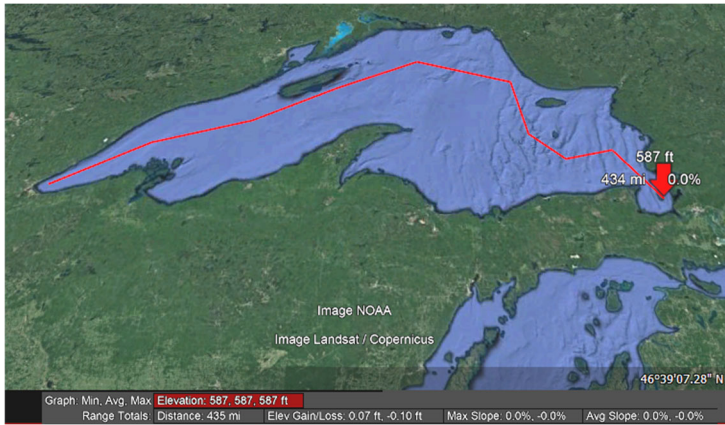 587 ft
434 mi 0.0%
Image NOAA
Image Landsat / Copernicus
46°39'07.28" N
Graph: Min, Avg, Max Elevation: 587, 587, 587 ft
Range Totals: Distance: 435 mi Elev Gain/Loss: 0.07 ft, -0.10 ft Max Slope: 0.0%, -0.0% Avg Slope: 0.0%, -0.0%